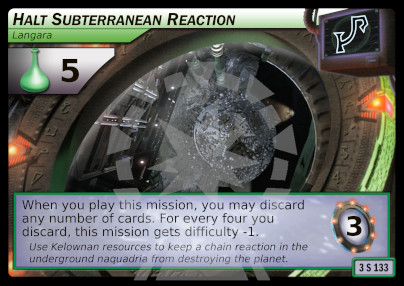 HALT SUBTERRANEAN REACTION
Langara
5
When you play this mission, you may discard
any number of cards. For every four you
discard, this mission gets difficulty -1.
3
Use Kelownan resources to keep a chain reaction in the
underground naquadria from destroying the planet.
3 S 133